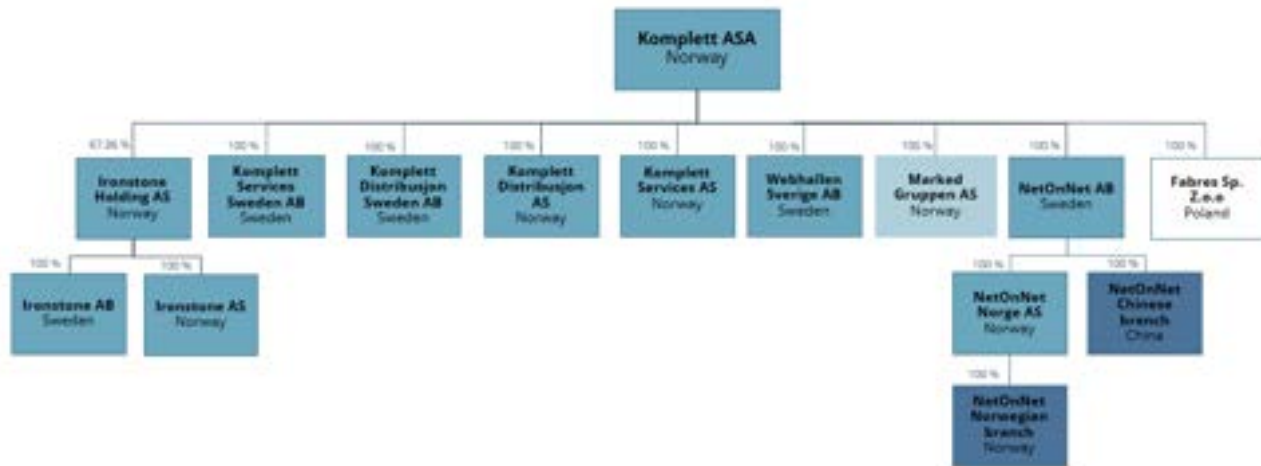 Komplett ASA
Norway
100 %
100 %
100 %
100 %
100 %
100 %
100 %
100 %
Ironstone
Holding AS
Norway
Komplett
Services
Sweden AB
Sweden
Komplett
Distribusjon
Sweden AB
Sweden
Komplett
Distribusjon
AS
Norway
Komplett
Services AS
Norway
Webhallen
Sverige AB
Sweden
Marked
Gruppen AS
Norway
NetOnNet AB
Sweden
Fabres Sp.
Z.o.o
Poland
100 %
100 %
100 %
100 %
Ironstone AB
Sweden
Ironstone AS
Norway
NetOnNet
Norge AS
Norway
NetOnNet
Chinese
branch
China
100 %
NetOnNet
Norwegian
branch
Norway